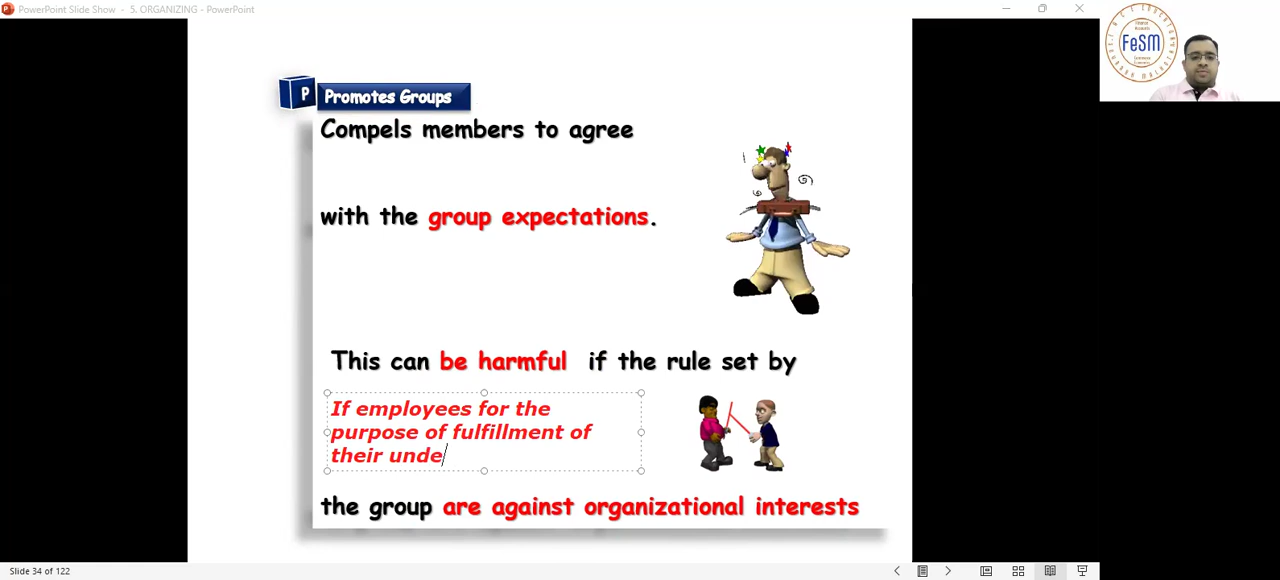 PowerPoint Slide Show - 5. ORGANIZING - PowerPoint
FeSM
P Promotes Groups
Compels members to agree
with the group expectations.
This can be harmful if the rule set by
If employees for the
purpose of fulfillment of
their unde
the group are against organizational interests
Slide 34 of 122